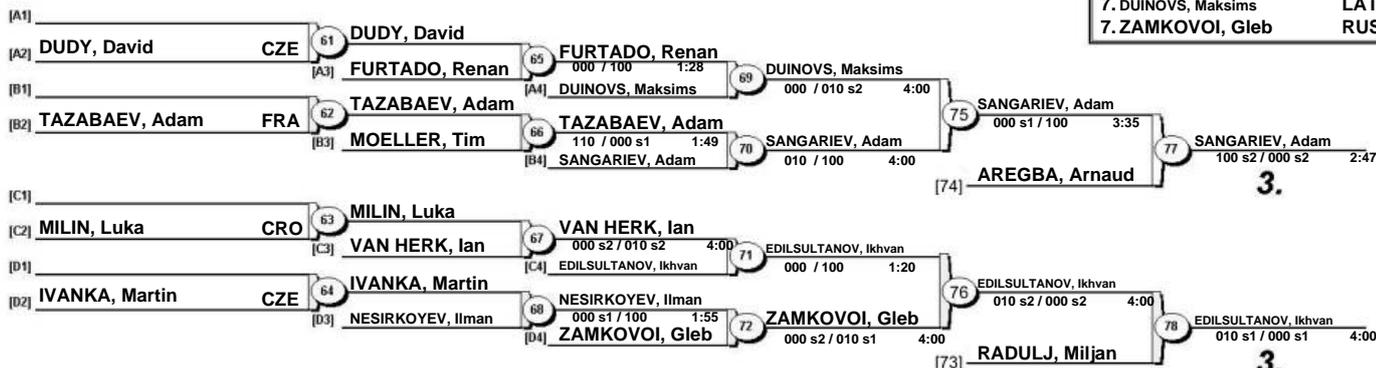 7. DUINOVS, Maksims LAT
7. ZAMKOVOI, Gleb RUS
[A1]
[A2] DUDY, David CZE
61 DUDY, David
[A3] FURTADO, Renan
65 FURTADO, Renan
000 / 100 1:28
[A4] DUINOVS, Maksims
69 DUINOVS, Maksims
000 / 010 s2 4:00
[B1]
[B2] TAZABAEV, Adam FRA
62 TAZABAEV, Adam
[B3] MOELLER, Tim
66 TAZABAEV, Adam
110 / 000 s1 1:49
[B4] SANGARIEV, Adam
70 SANGARIEV, Adam
010 / 100 4:00
75 SANGARIEV, Adam
000 s1 / 100 3:35
[74] AREGBA, Arnaud
77 SANGARIEV, Adam
100 s2 / 000 s2 2:47
3.
[C1]
[C2] MILIN, Luka CRO
63 MILIN, Luka
[C3] VAN HERK, Ian
67 VAN HERK, Ian
000 s2 / 010 s2 4:00
[C4] EDILSULTANOV, Ikhvan
71 EDILSULTANOV, Ikhvan
000 / 100 1:20
[D1]
[D2] IVANKA, Martin CZE
64 IVANKA, Martin
[D3] NESIRKOYEV, Ilman
68 NESIRKOYEV, Ilman
000 s1 / 100 1:55
[D4] ZAMKOVOI, Gleb
72 ZAMKOVOI, Gleb
000 s2 / 010 s1 4:00
76 EDILSULTANOV, Ikhvan
010 s2 / 000 s2 4:00
[73] RADULJ, Miljan
78 EDILSULTANOV, Ikhvan
010 s1 / 000 s1 4:00
3.